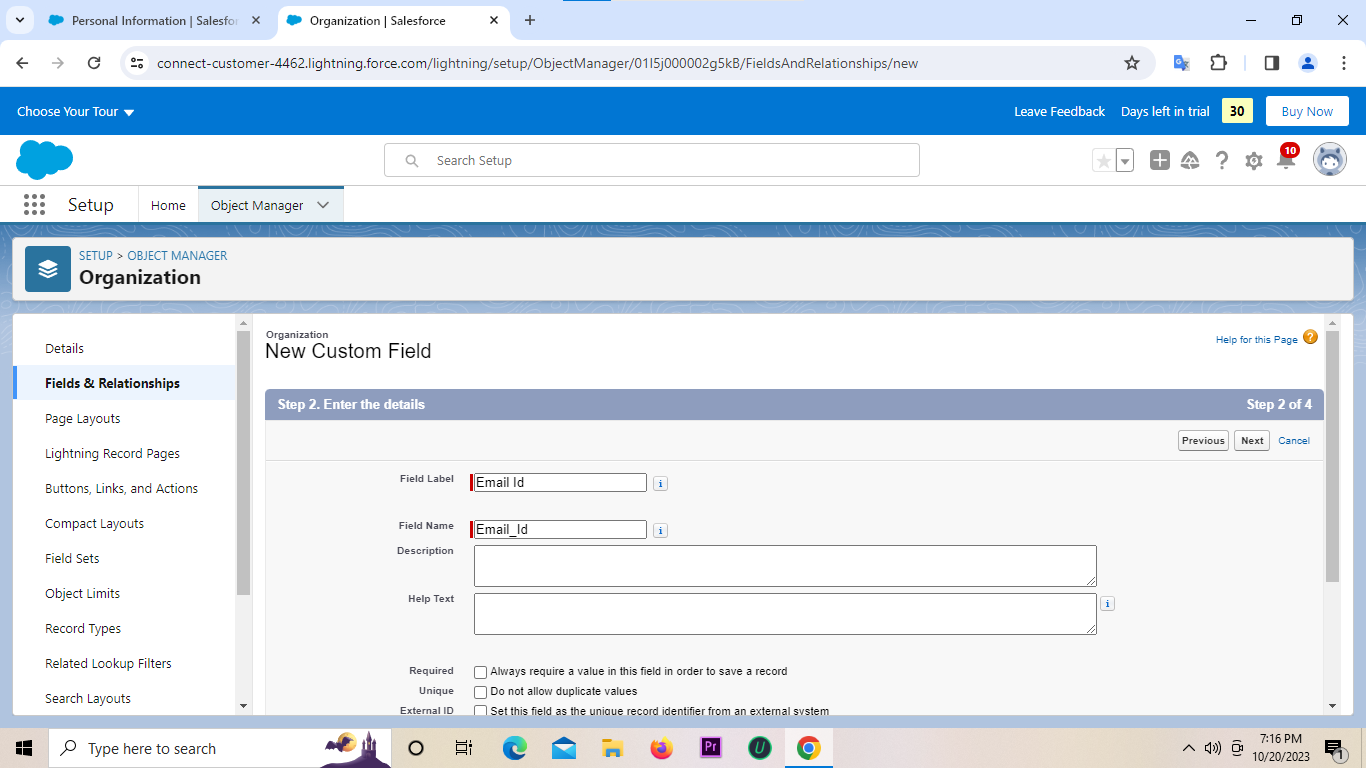 Personal Information | Salesfor
Organization | Salesforce
connect-customer-4462.lightning.force.com/lightning/setup/ObjectManager/01I5j000002g5kB/FieldsAndRelationships/new
Choose Your Tour
Leave Feedback
Days left in trial
30
Buy Now
Search Setup
10
Setup
Home
Object Manager
SETUP > OBJECT MANAGER
Organization
Details
Fields & Relationships
Page Layouts
Lightning Record Pages
Buttons, Links, and Actions
Compact Layouts
Field Sets
Object Limits
Record Types
Related Lookup Filters
Search Layouts
Organization
New Custom Field
Help for this Page
Step 2. Enter the details
Step 2 of 4
Previous
Next
Cancel
Field Label
Email Id
Field Name
Email_Id
Description
Help Text
Required
Always require a value in this field in order to save a record
Unique
Do not allow duplicate values
External ID
Set this field as the unique record identifier from an external system
Type here to search
Pr
U
7:16 PM
10/20/2023
1